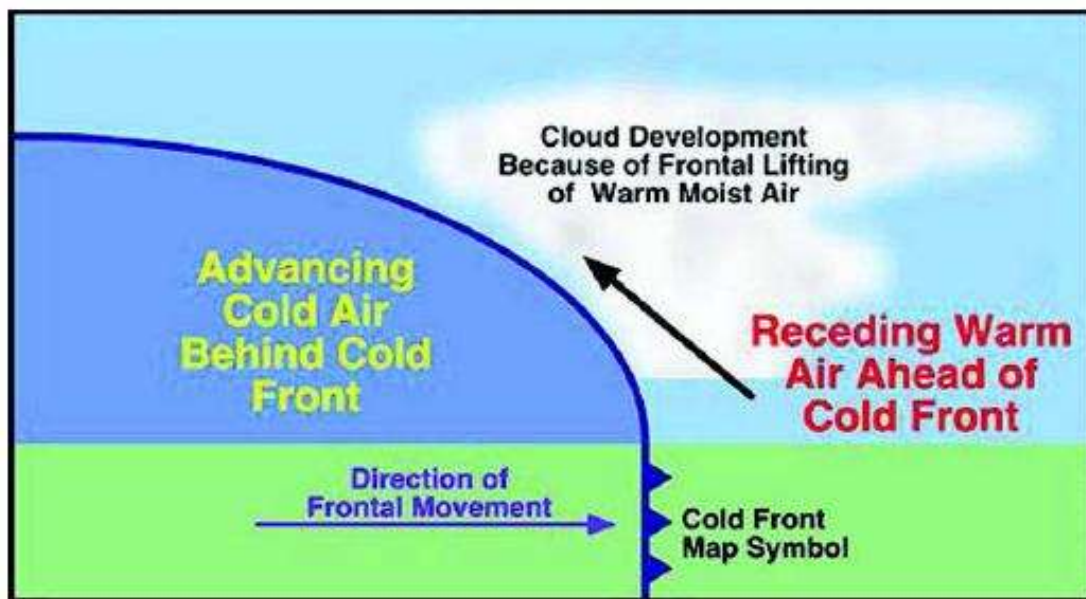 Cloud Development
Because of Frontal Lifting
of Warm Moist Air
Advancing
Cold Air
Behind Cold
Front
Receding Warm
Air Ahead of
Cold Front
Direction of
Frontal Movement
Cold Front
Map Symbol